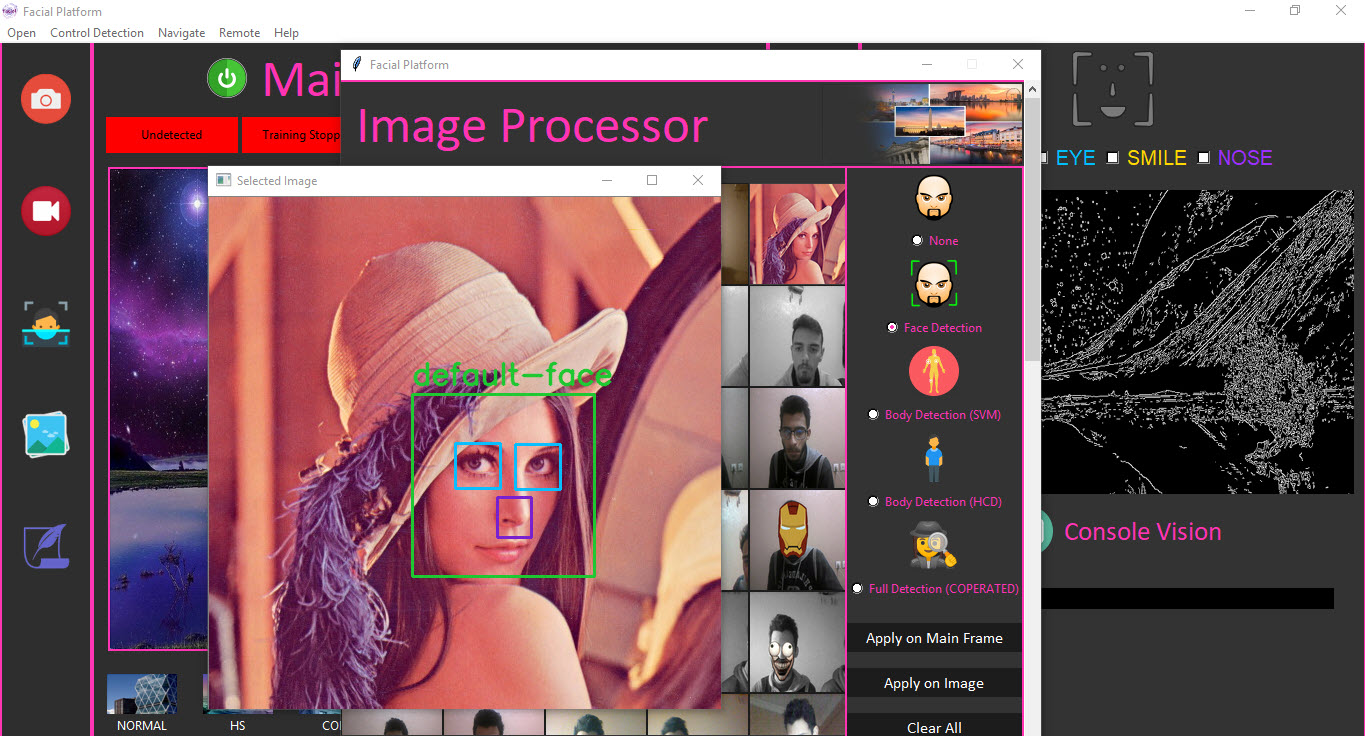 Facial Platform
Open Control Detection Navigate Remote Help
Mai
Undetected
Training Stopp
Facial Platform
Image Processor
Selected Image
default-face
None
Face Detection
Body Detection (SVM)
Body Detection (HCD)
Full Detection (COPERATED)
Apply on Main Frame
Apply on Image
Clear All
EYE SMILE NOSE
Console Vision
NORMAL
HS
CO